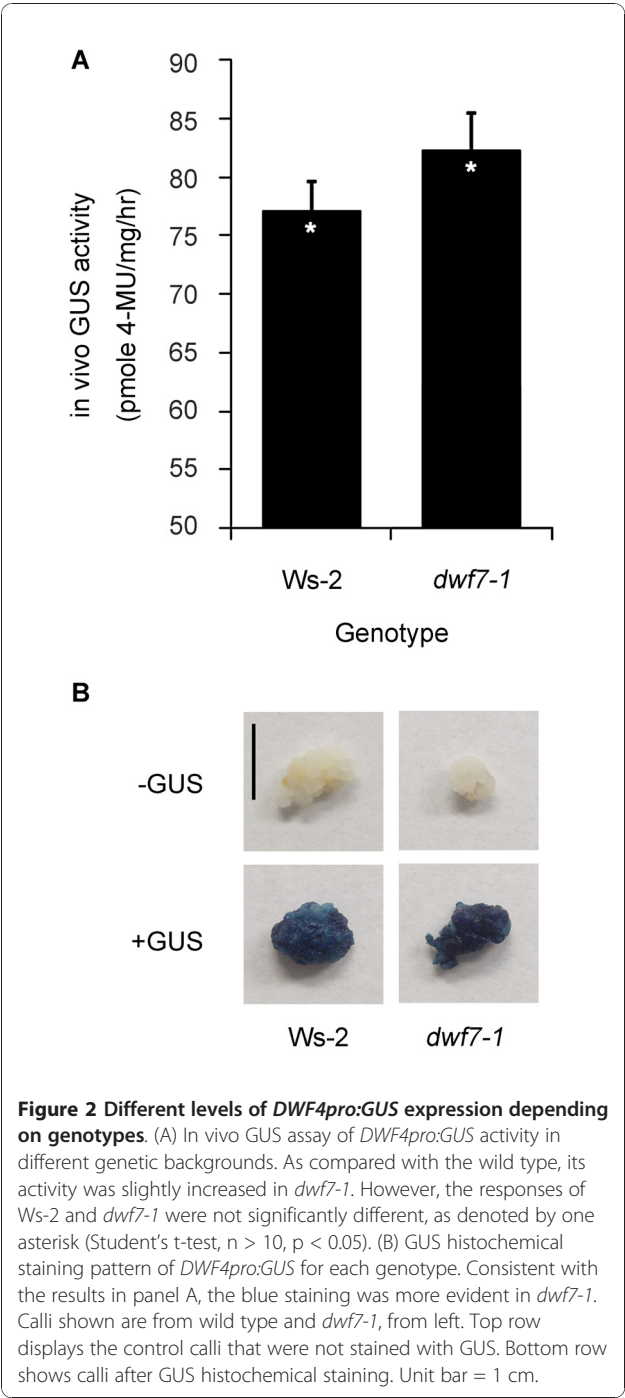 A
90
85
80
75
70
65
60
55
50
in vivo GUS activity
(pmole 4-MU/mg/hr)
*
*
Ws-2
dwf7-1
Genotype
B
-GUS
+GUS
Ws-2
dwf7-1
Figure 2 Different levels of DWF4pro:GUS expression depending
on genotypes. (A) In vivo GUS assay of DWF4pro:GUS activity in
different genetic backgrounds. As compared with the wild type, its
activity was slightly increased in dwf7-1. However, the responses of
Ws-2 and dwf7-1 were not significantly different, as denoted by one
asterisk (Student's t-test, n > 10, p < 0.05). (B) GUS histochemical
staining pattern of DWF4pro:GUS for each genotype. Consistent with
the results in panel A, the blue staining was more evident in dwf7-1.
Calli shown are from wild type and dwf7-1, from left. Top row
displays the control calli that were not stained with GUS. Bottom row
shows calli after GUS histochemical staining. Unit bar = 1 cm.